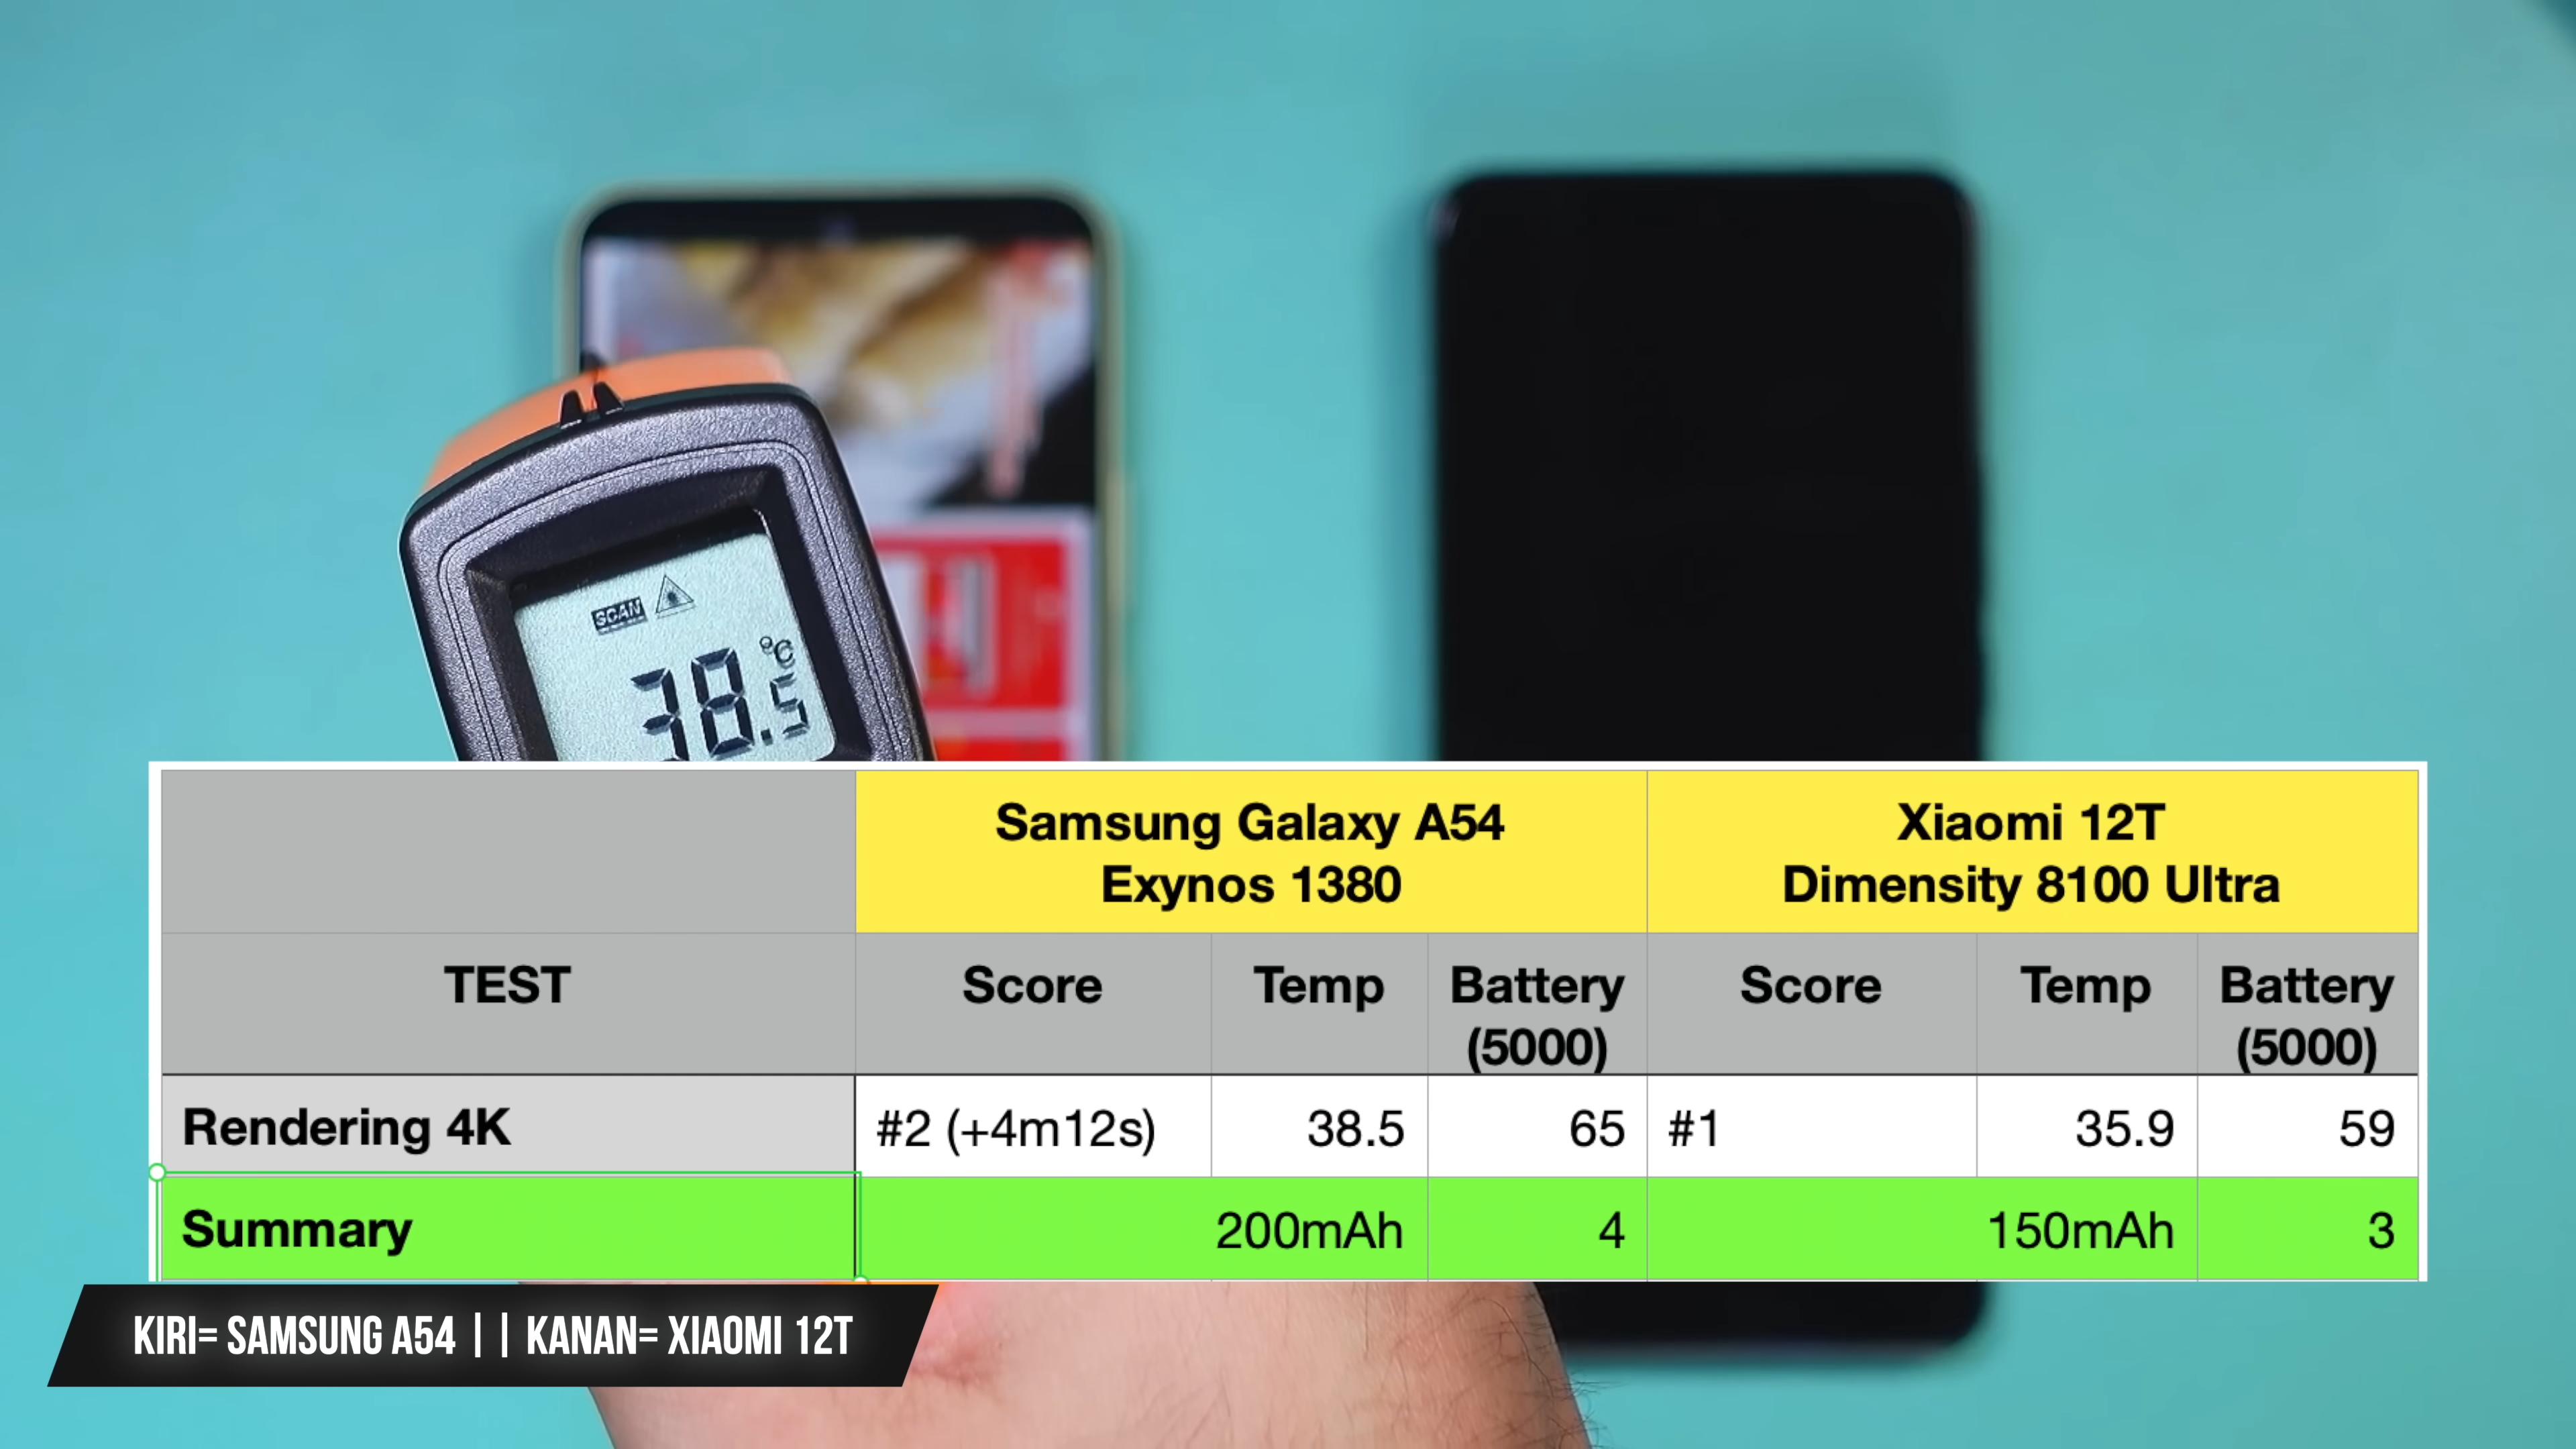 SCAN
°C
38.5
Samsung Galaxy A54
Exynos 1380
Xiaomi 12T
Dimensity 8100 Ultra
TEST
Score
Temp
Battery
(5000)
Score
Temp
Battery
(5000)
Rendering 4K
#2 (+4m12s)
38.5
65
#1
35.9
59
Summary
200mAh
4
150mAh
3
KIRI= SAMSUNG A54 || KANAN= XIAOMI 12T